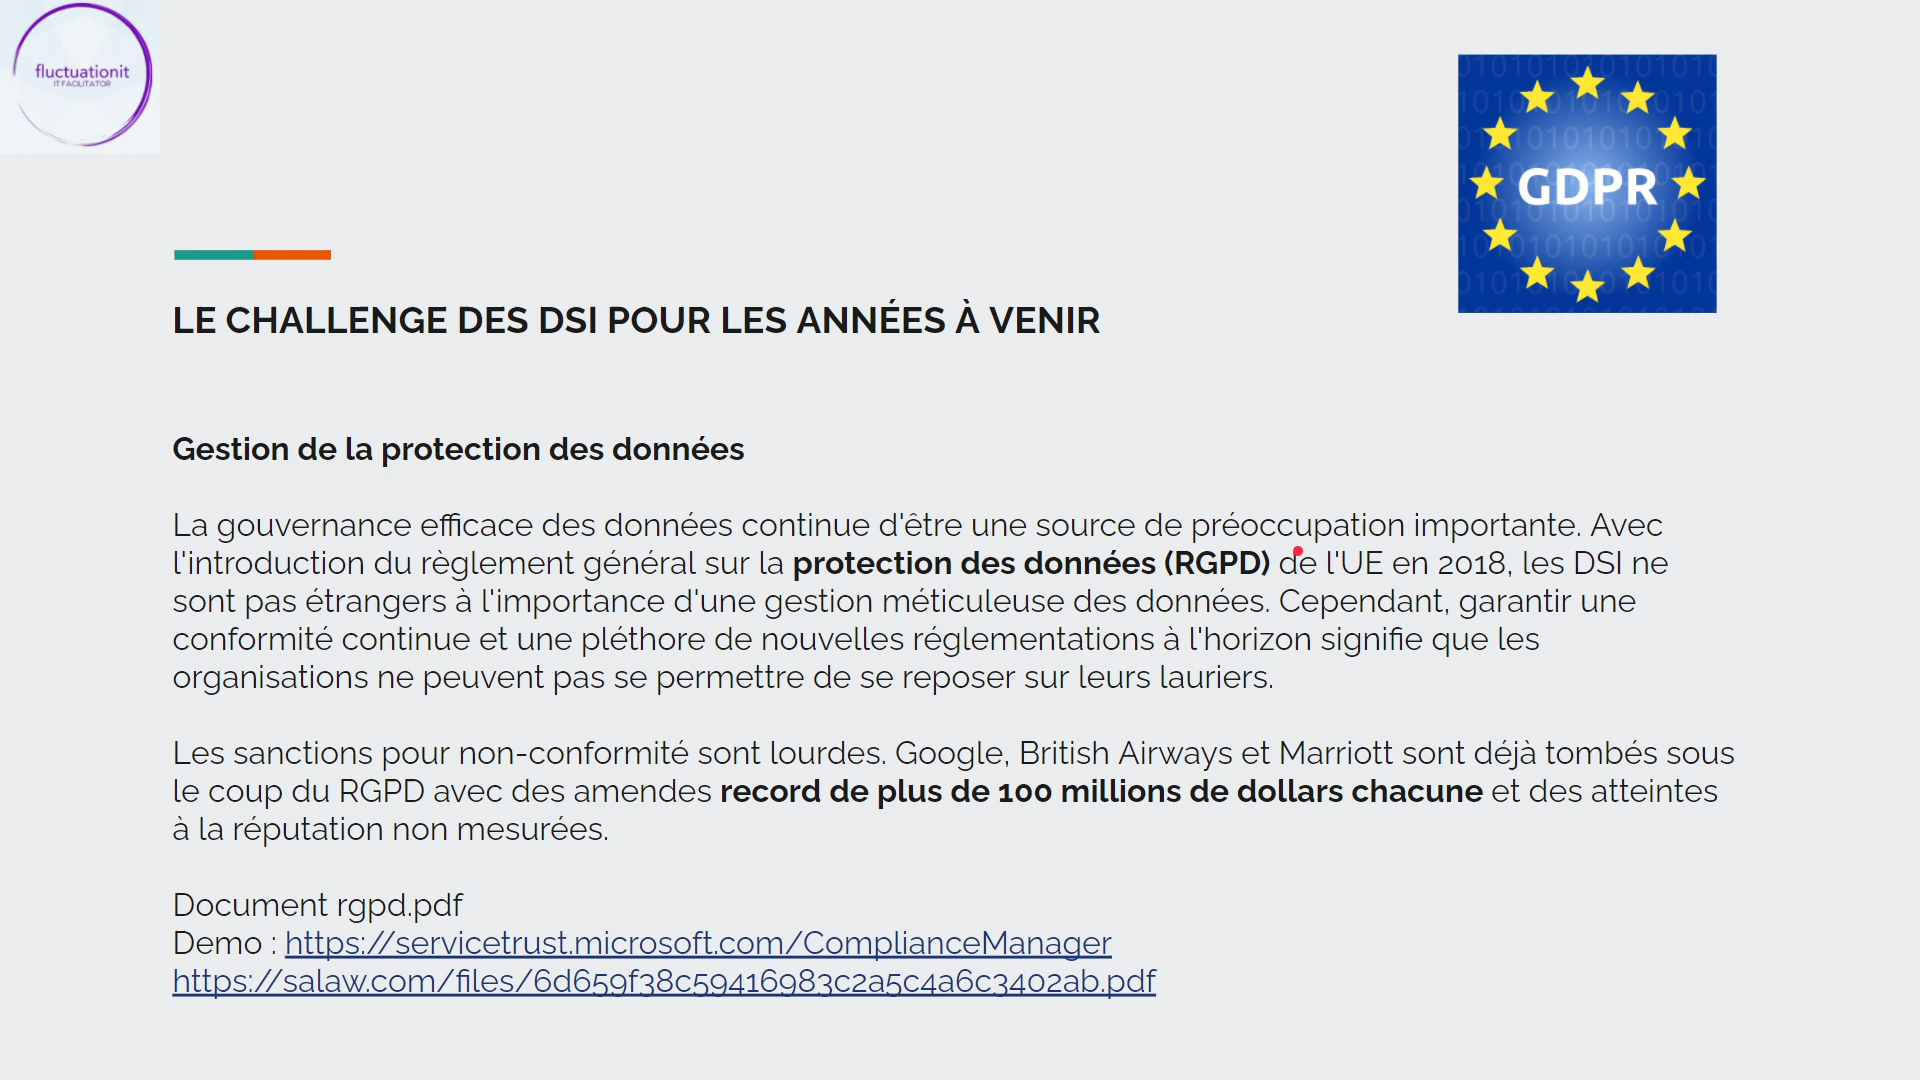 fluctuationit
IT FACILITATOR
GDPR
LE CHALLENGE DES DSI POUR LES ANNÉES À VENIR
Gestion de la protection des données
La gouvernance efficace des données continue d'être une source de préoccupation importante. Avec
l'introduction du règlement général sur la protection des données (RGPD) de l'UE en 2018, les DSI ne
sont pas étrangers à l'importance d'une gestion méticuleuse des données. Cependant, garantir une
conformité continue et une pléthore de nouvelles réglementations à l'horizon signifie que les
organisations ne peuvent pas se permettre de se reposer sur leurs lauriers.
Les sanctions pour non-conformité sont lourdes. Google, British Airways et Marriott sont déjà tombés sous
le coup du RGPD avec des amendes record de plus de 100 millions de dollars chacune et des atteintes
à la réputation non mesurées.
Document rgpd.pdf
Demo : https://servicetrust.microsoft.com/ComplianceManager
https://salaw.com/files/6d659f38c59416983c2a5c4a6c3402ab.pdf